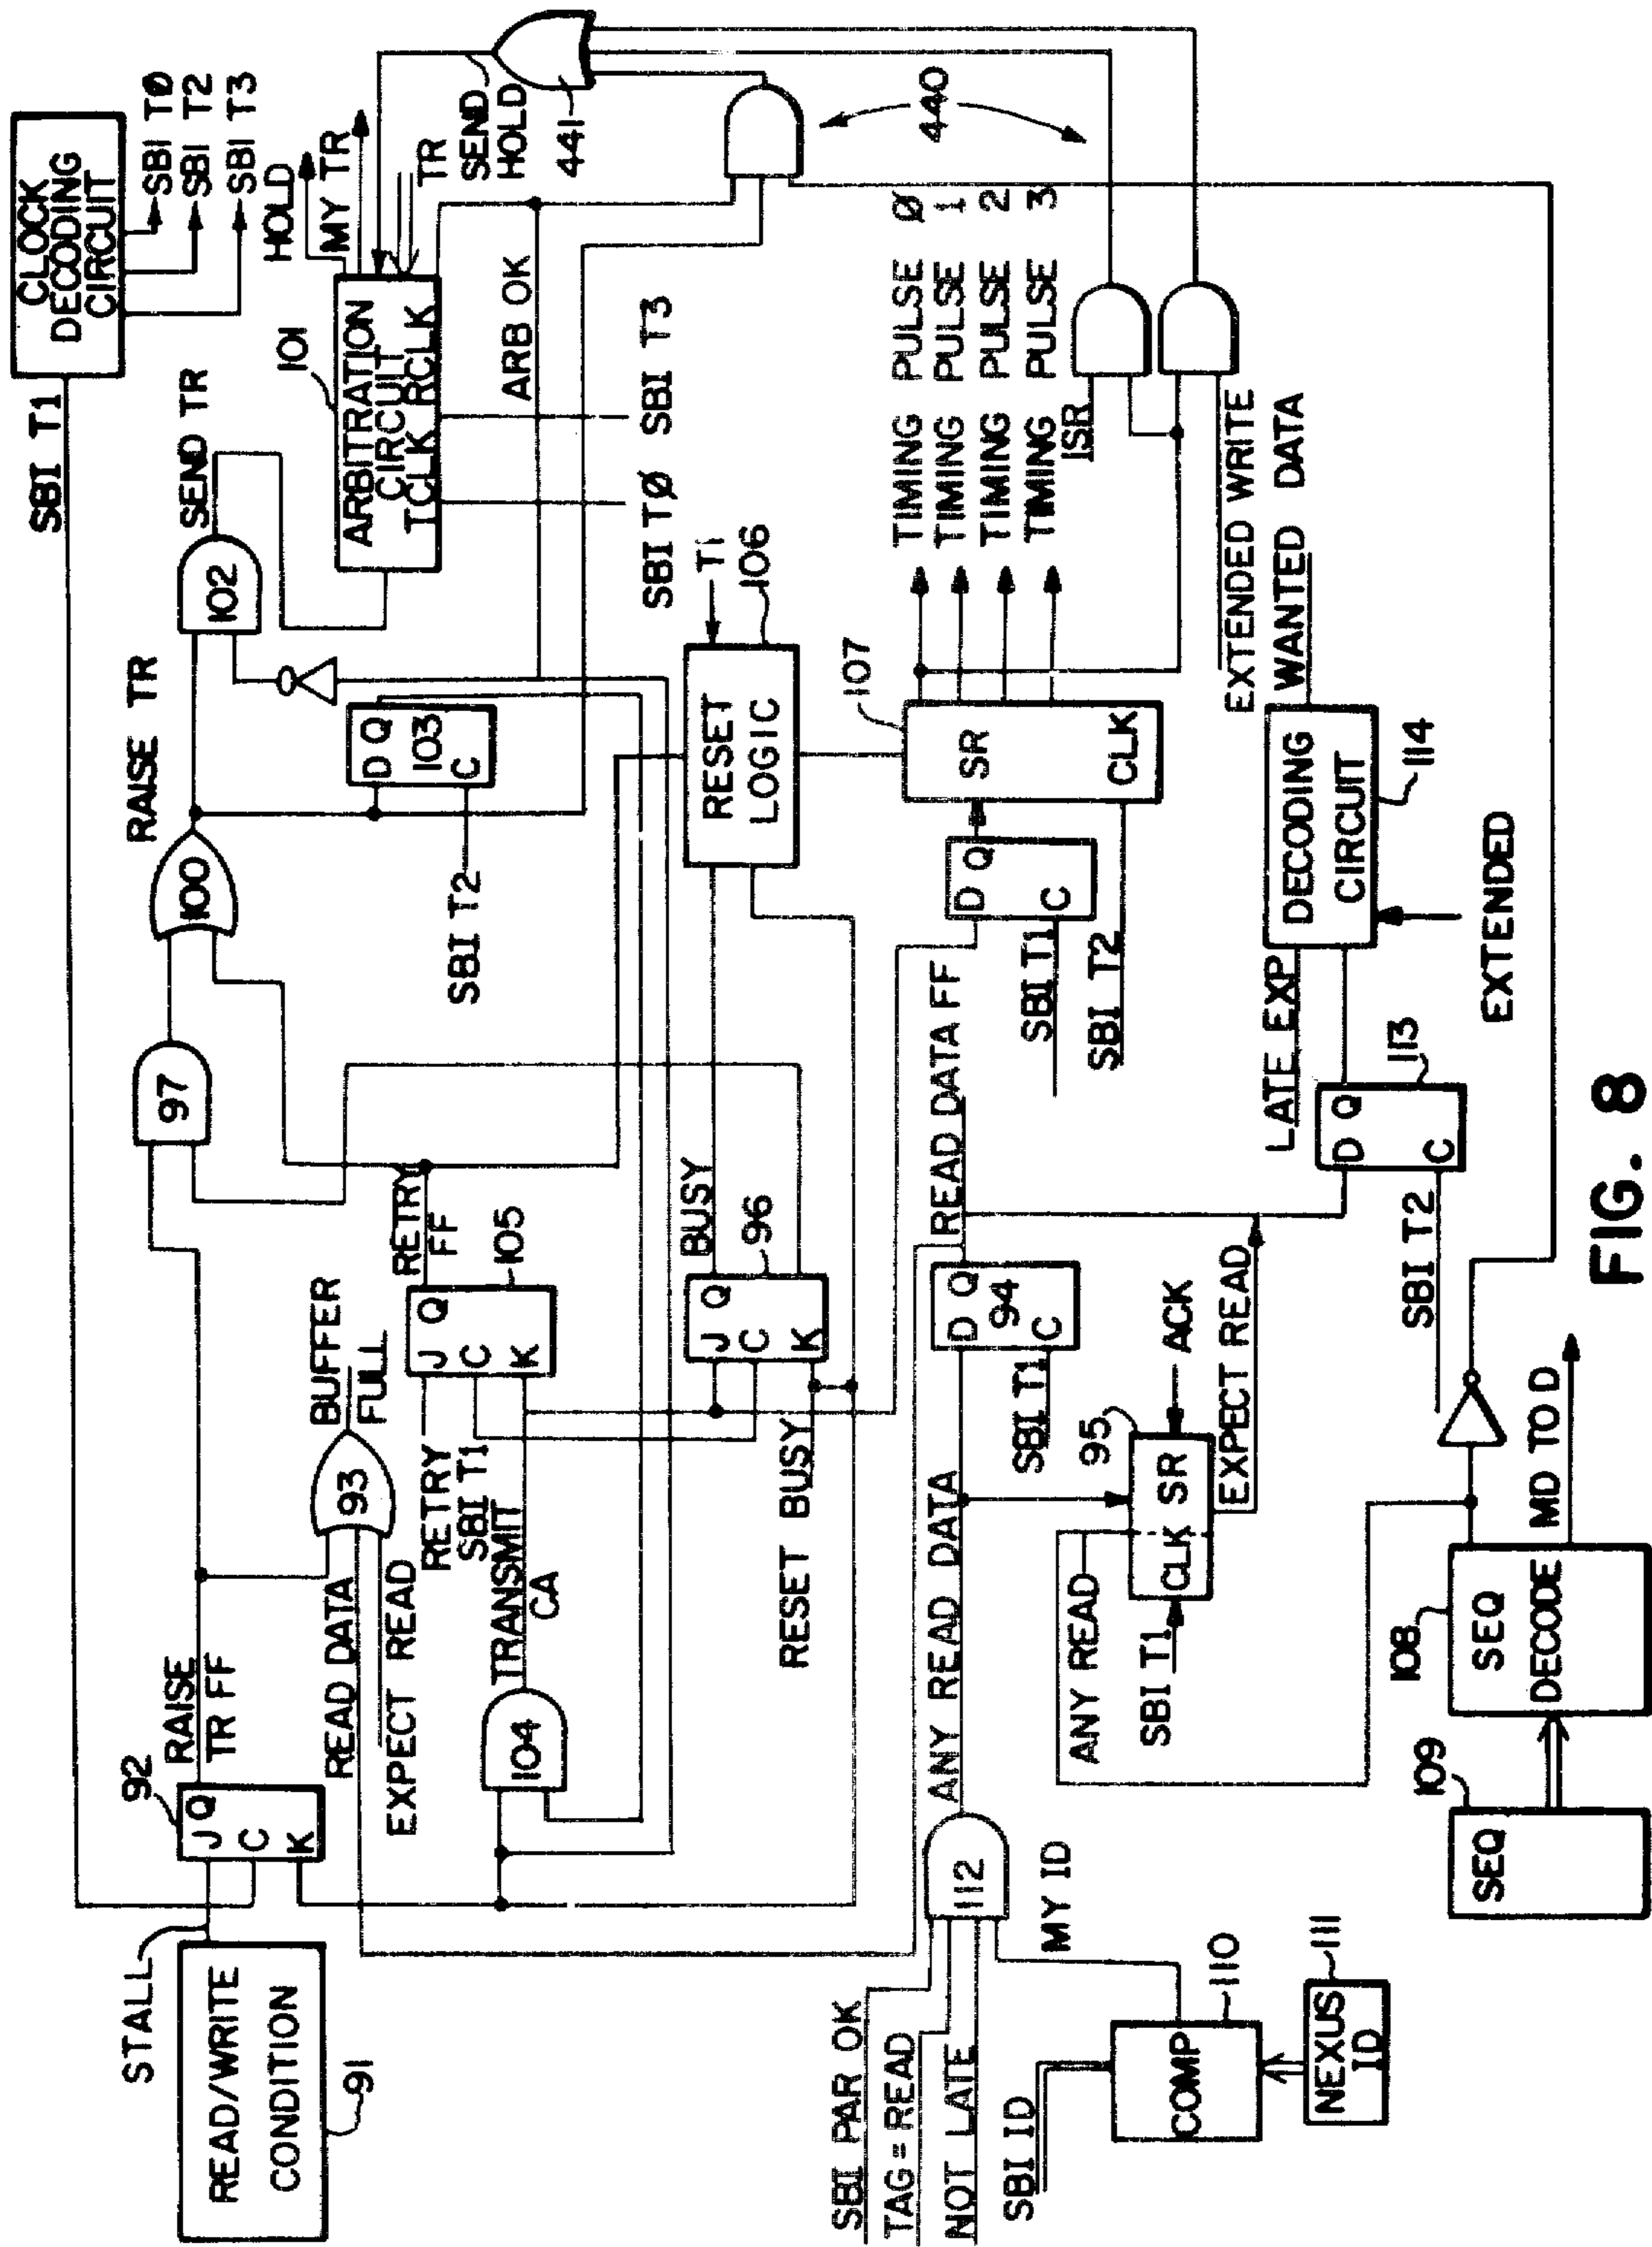 CLOCK
DECODING
CIRCUIT
SBI T1
SBI TØ
SBI T2
SBI T3
HOLD
MY TR
TR
SEND
HOLD
441
440
101
ARBITRATION
CIRCUIT
TCLK RCLK
ARB OK
SBI TØ
SBI T3
SEND TR
102
RAISE TR
100
D Q
103
C
SBI T2
97
T1
106
RESET
LOGIC
107
SR
CLK
TIMING PULSE Ø
TIMING PULSE 1
TIMING PULSE 2
TIMING PULSE 3
ISR
EXTENDED WRITE
WANTED DATA
DECODING
CIRCUIT
114
LATE EXP
EXTENDED
D Q
C
SBI T1
SBI T2
READ DATA FF
RETRY
FF
105
J Q
C
K
RETRY
SBI T1
TRANSMIT
CA
104
BUSY
96
J Q
C
K
RESET BUSY
BUFFER
FULL
93
READ DATA
EXPECT READ
RAISE
TR FF
92
J Q
C
K
STALL
READ/WRITE
CONDITION
91
D Q
94
C
SBI T1
ANY READ DATA
95
CLK SR
ACK
EXPECT READ
ANY READ
SBI T1
113
D Q
C
SBI T2
112
MY ID
SBI PAR OK
TAG=READ
NOT LATE
SBI ID
COMP
110
NEXUS
ID
111
109
SEQ
108
SEQ
DECODE
MD TO D
FIG. 8